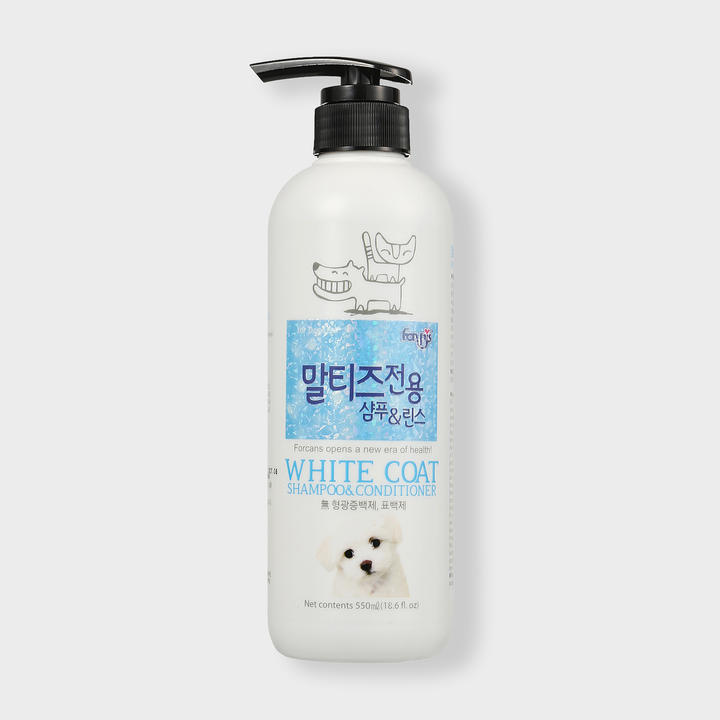 말티즈전용
샴푸&린스
Forcans opens a new era of health!
WHITE COAT
SHAMPOO&CONDITIONER
無 형광증백제, 표백제
Net contents 550㎖(18.6 fl. oz)